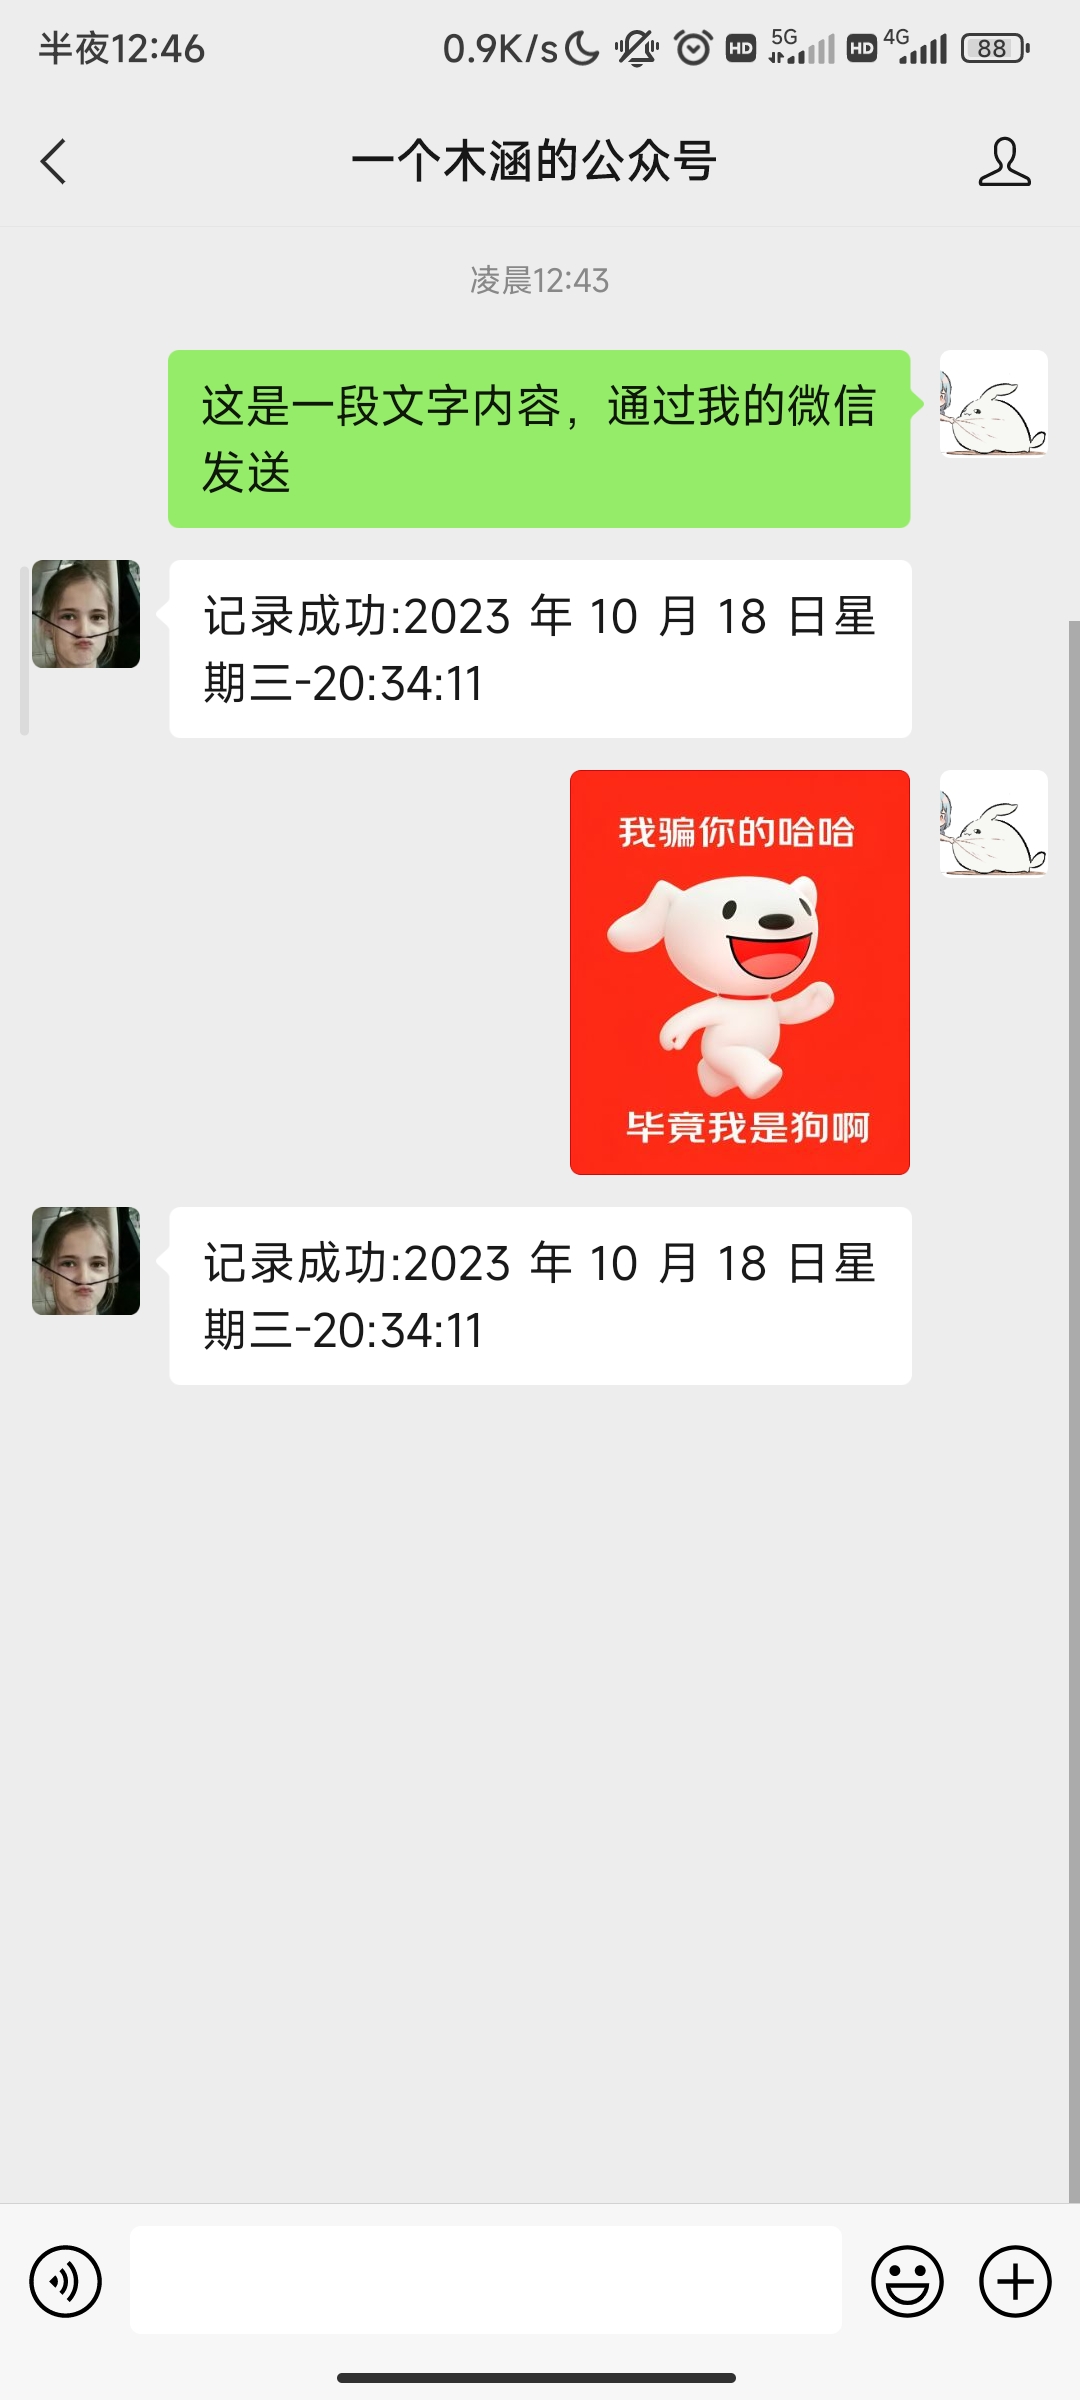 半夜12:46
0.9K/s
HD
5G
HD
4G
88
一个木涵的公众号
凌晨12:43
这是一段文字内容，通过我的微信
发送
记录成功:2023 年 10 月 18 日星
期三-20:34:11
我骗你的哈哈
毕竟我是狗啊
记录成功:2023 年 10 月 18 日星
期三-20:34:11